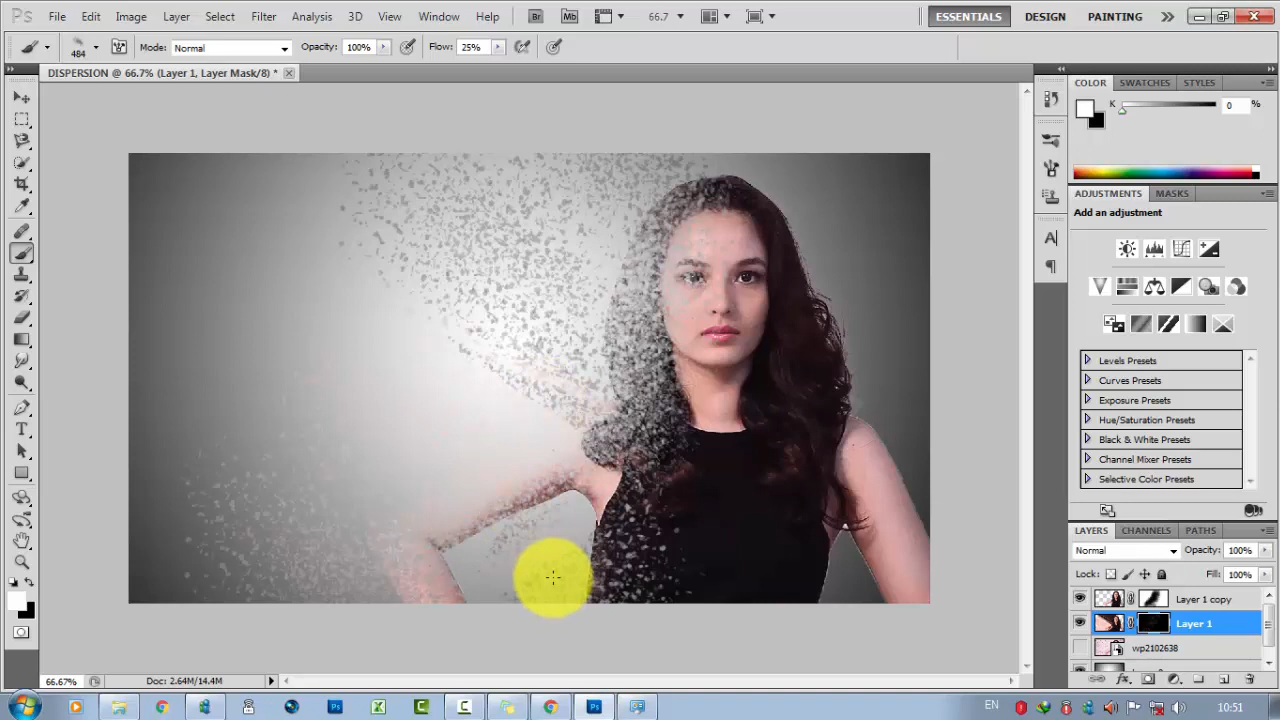 Ps File Edit Image Layer Select Filter Analysis 3D View Window Help Br Mb 66.7 ESSENTIALS DESIGN PAINTING
484 Mode: Normal Opacity: 100% Flow: 25%
DISPERSION @ 66.7% (Layer 1, Layer Mask/8) *
COLOR SWATCHES STYLES
K 0 %
ADJUSTMENTS MASKS
Add an adjustment
Levels Presets
Curves Presets
Exposure Presets
Hue/Saturation Presets
Black & White Presets
Channel Mixer Presets
Selective Color Presets
LAYERS CHANNELS PATHS
Normal Opacity: 100%
Lock: Fill: 100%
Layer 1 copy
Layer 1
wp2102638
66.67% Doc: 2.64M/14.4M
EN 10:51